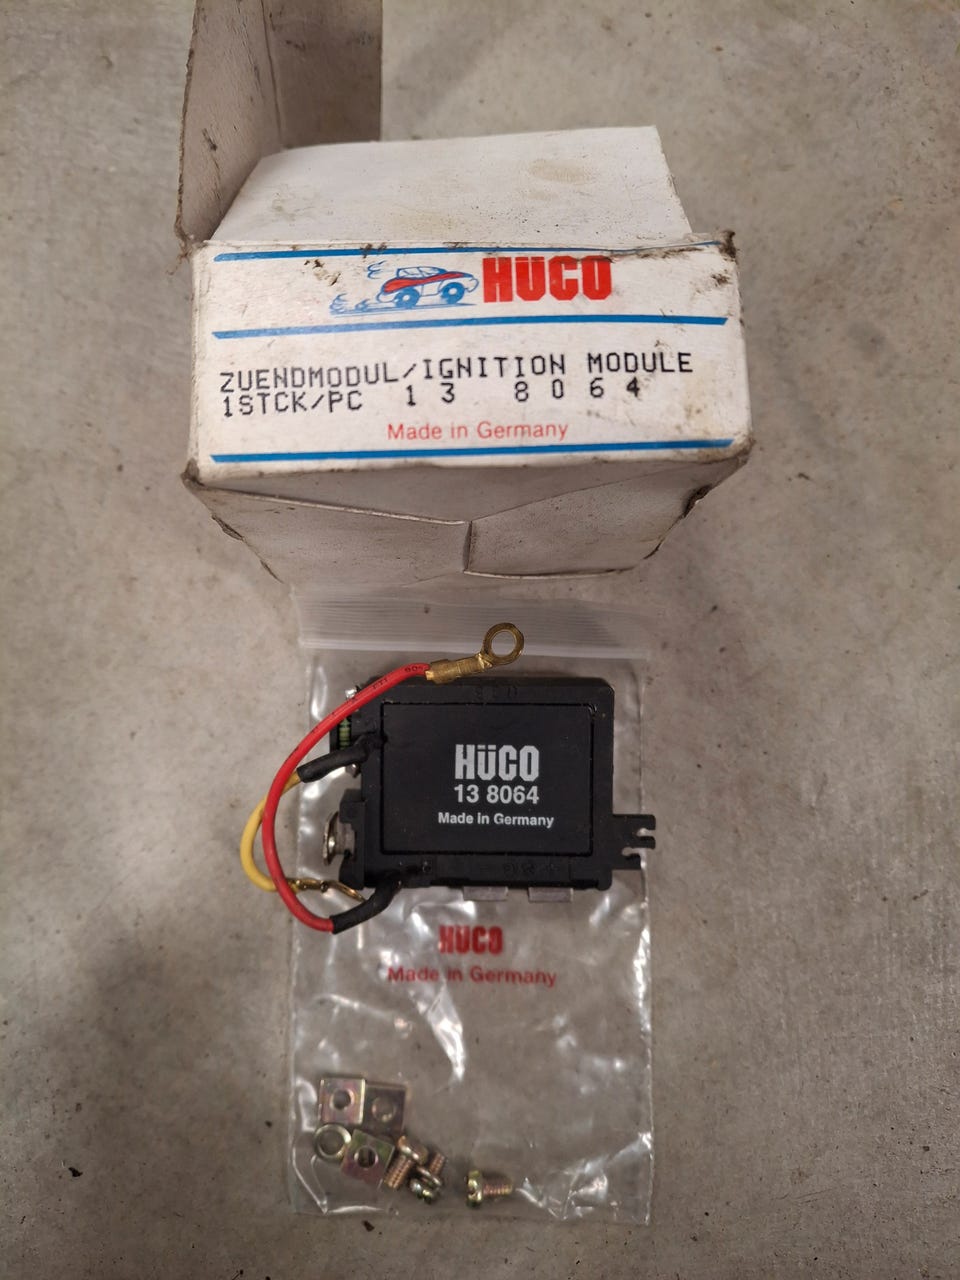 HÜCO
ZUENDMODUL/IGNITION MODULE
1STCK/PC 13 8064
Made in Germany
HÜCO
13 8064
Made in Germany
HÜCO
Made in Germany